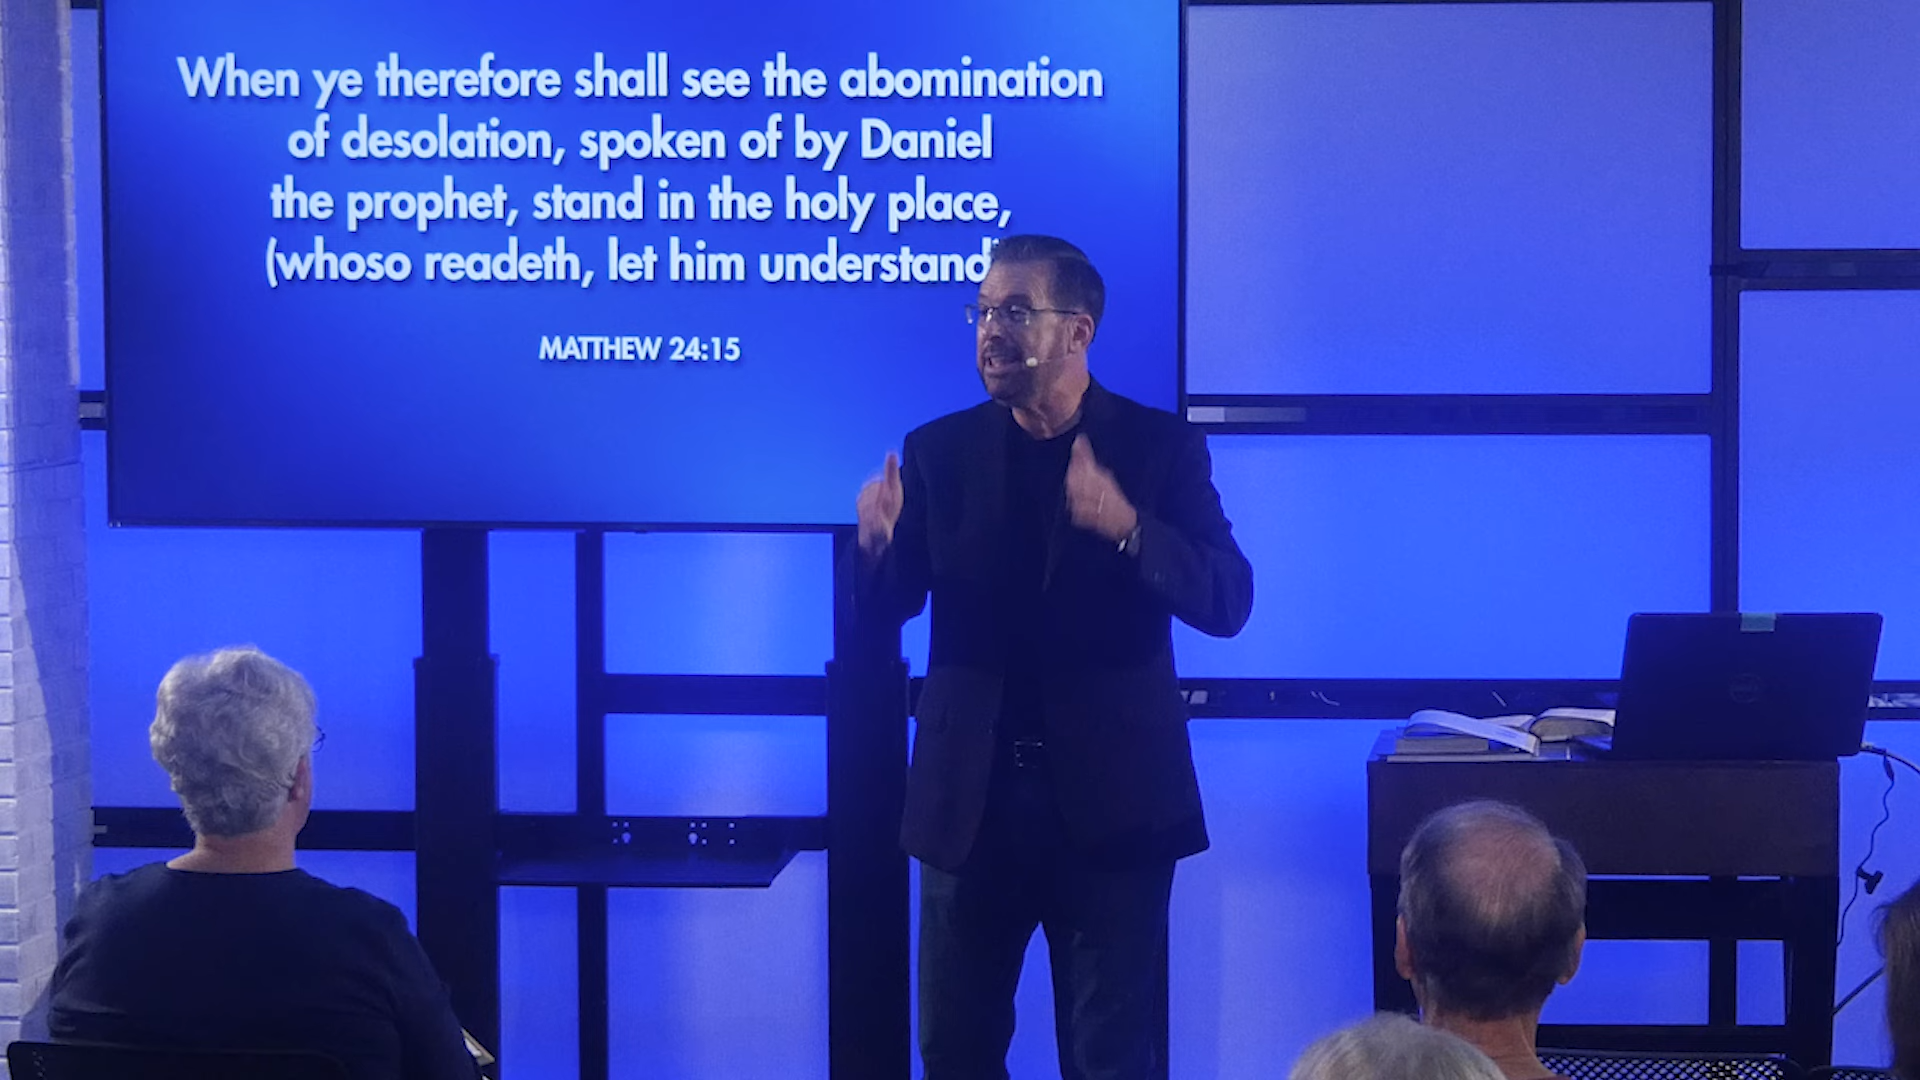 When ye therefore shall see the abomination
of desolation, spoken of by Daniel
the prophet, stand in the holy place,
(whoso readeth, let him understand
MATTHEW 24:15